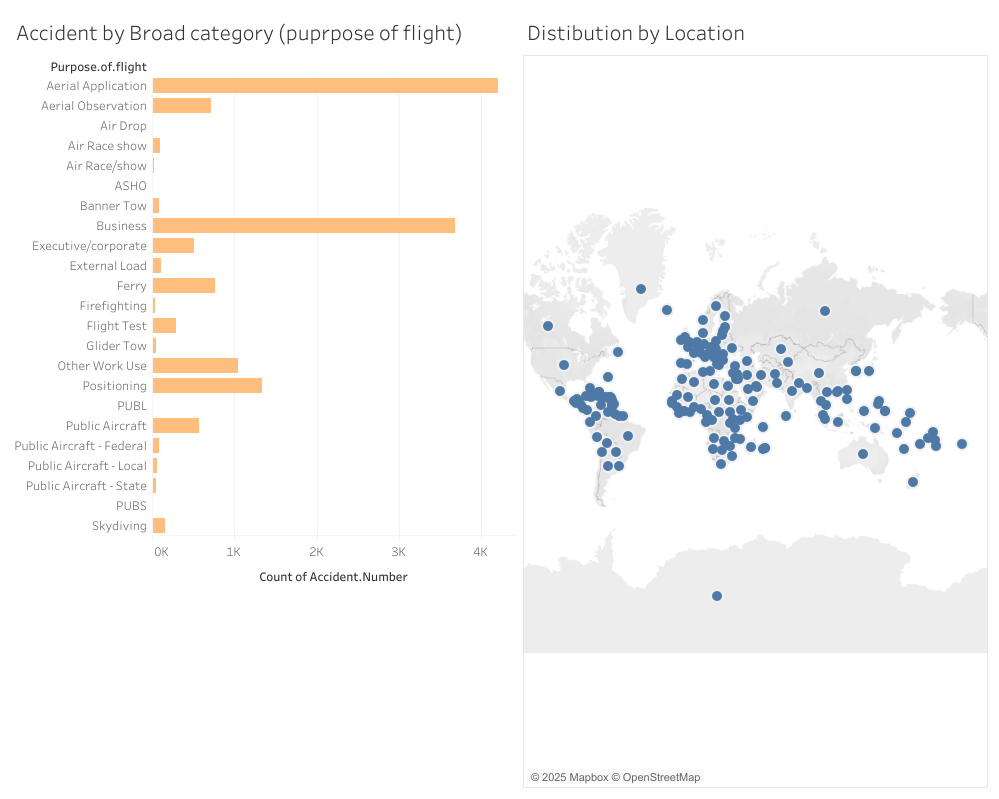 Accident by Broad category (puprpose of flight)
Purpose.of.flight
Aerial Application
Aerial Observation
Air Drop
Air Race show
Air Race/show
ASHO
Banner Tow
Business
Executive/corporate
External Load
Ferry
Firefighting
Flight Test
Glider Tow
Other Work Use
Positioning
PUBL
Public Aircraft
Public Aircraft - Federal
Public Aircraft - Local
Public Aircraft - State
PUBS
Skydiving
0K 1K 2K 3K 4K
Count of Accident.Number
Distibution by Location
© 2025 Mapbox © OpenStreetMap